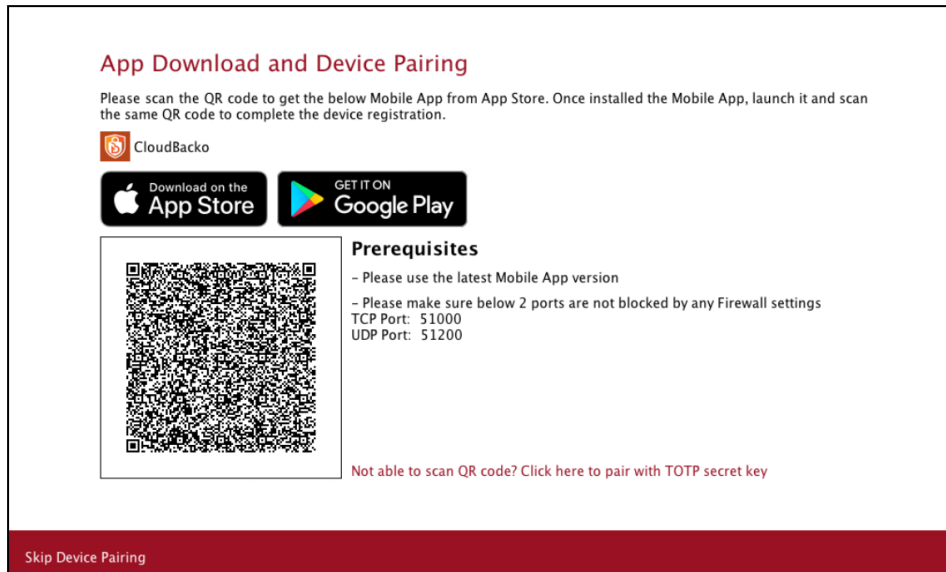 App Download and Device Pairing
Please scan the QR code to get the below Mobile App from App Store. Once installed the Mobile App, launch it and scan
the same QR code to complete the device registration.
CloudBacko
Download on the
App Store
GET IT ON
Google Play
Prerequisites
– Please use the latest Mobile App version
– Please make sure below 2 ports are not blocked by any Firewall settings
TCP Port: 51000
UDP Port: 51200
Not able to scan QR code? Click here to pair with TOTP secret key
Skip Device Pairing